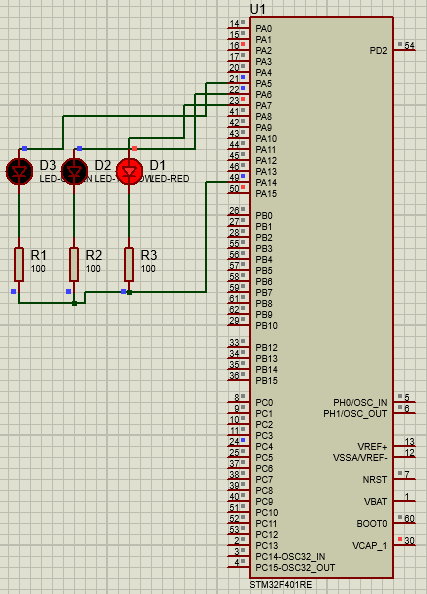 U1
14 PA0
15 PA1
16 PA2 PD2 54
17 PA3
20 PA4
21 PA5
22 PA6
23 PA7
41 PA8
42 PA9
43 PA10
44 PA11
45 PA12
46 PA13
49 PA14
50 PA15
D3 D2 D1
LED-RED
26 PB0
27 PB1
28 PB2
55 PB3
56 PB4
57 PB5
58 PB6
59 PB7
61 PB8
62 PB9
29 PB10
R1 R2 R3
100 100 100
33 PB12
34 PB13
35 PB14
36 PB15
8 PC0 PH0/OSC_IN 5
9 PC1 PH1/OSC_OUT 6
10 PC2
11 PC3
24 PC4 VREF+ 13
25 PC5 VSSA/VREF- 12
37 PC6
38 PC7 NRST 7
39 PC8
40 PC9 VBAT 1
51 PC10
52 PC11 BOOT0 60
53 PC12
2 PC13 VCAP_1 30
3 PC14-OSC32_IN
4 PC15-OSC32_OUT
STM32F401RE